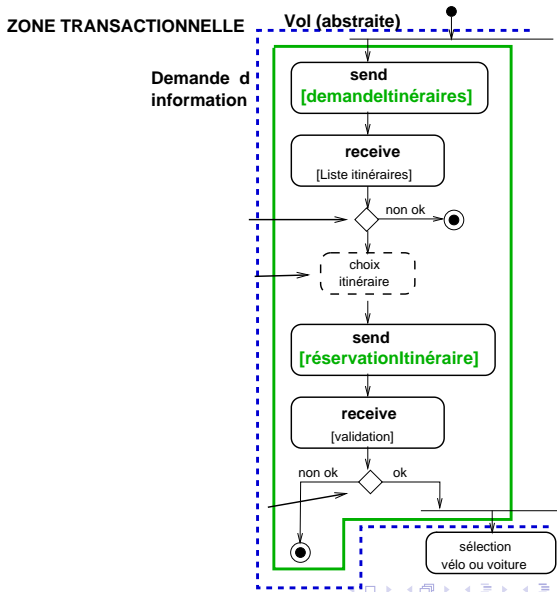 ZONE TRANSACTIONNELLE
Vol (abstraite)
Demande d
information
send
[demandeItinéraires]
receive
[Liste itinéraires]
non ok
choix
itinéraire
send
[réservationItinéraire]
receive
[validation]
non ok
ok
sélection
vélo ou voiture